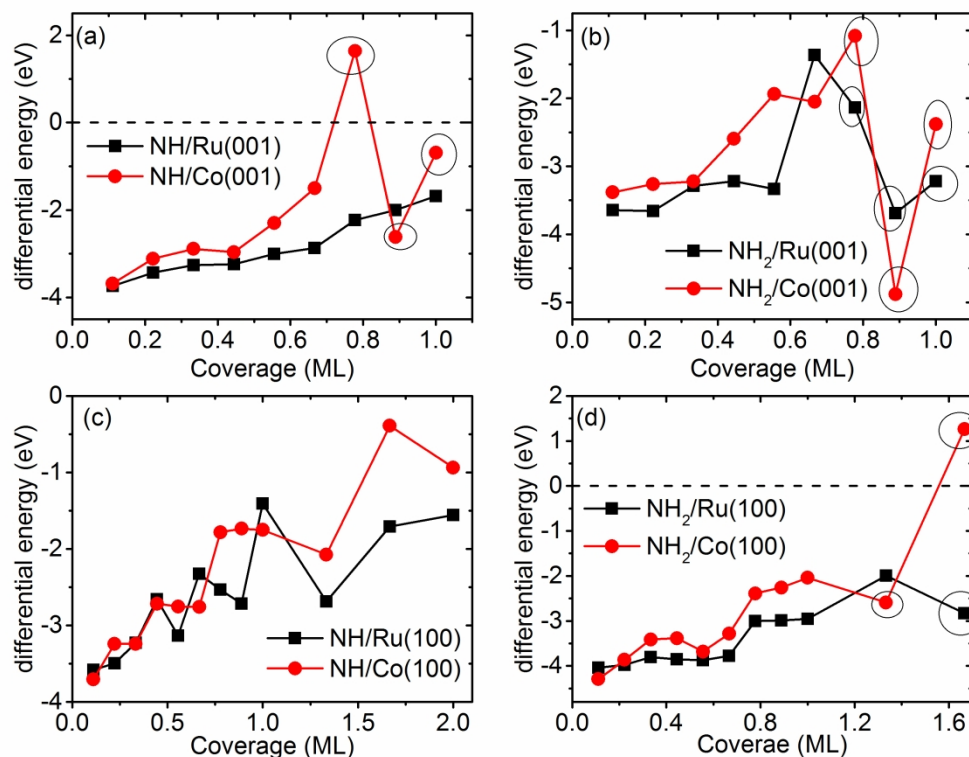 (a)
differential energy (eV)
2
0
-2
-4
NH/Ru(001)
NH/Co(001)
0.0 0.2 0.4 0.6 0.8 1.0
Coverage (ML)
(b)
differential energy (eV)
-1
-2
-3
-4
-5
NH₂/Ru(001)
NH₂/Co(001)
0.0 0.2 0.4 0.6 0.8 1.0
Coverage (ML)
(c)
differential energy (eV)
0
-1
-2
-3
-4
NH/Ru(100)
NH/Co(100)
0.0 0.5 1.0 1.5 2.0
Coverage (ML)
(d)
differential energy (eV)
2
1
0
-2
-4
NH₂/Ru(100)
NH₂/Co(100)
0.0 0.4 0.8 1.2 1.6
Coverae (ML)